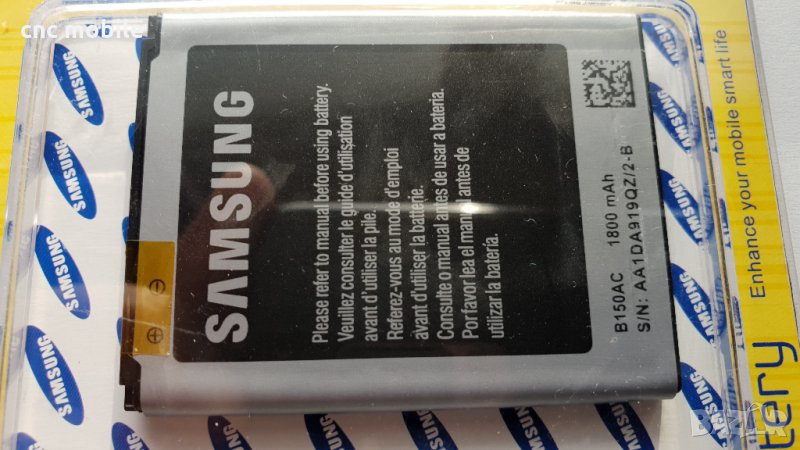 cnc mobile
SAMSUNG
Please refer to manual before using battery.
Veuillez consulter le guide d'utilisation
avant d'utiliser la pile.
Referez-vous au mode d'emploi
avant d'utiliser la batterie.
Consulte o manual antes de usar a bateria.
Por favor lea el manual antes de
utilizar la batería.
B150AC 1800 mAh
S/N: AA1DA919QZ/2-B
Enhance your mobile smart life
ttery
SAMSUNG
SAMSUNG
SAMSUNG
SAMSUNG
SAMSUNG
BAZAR